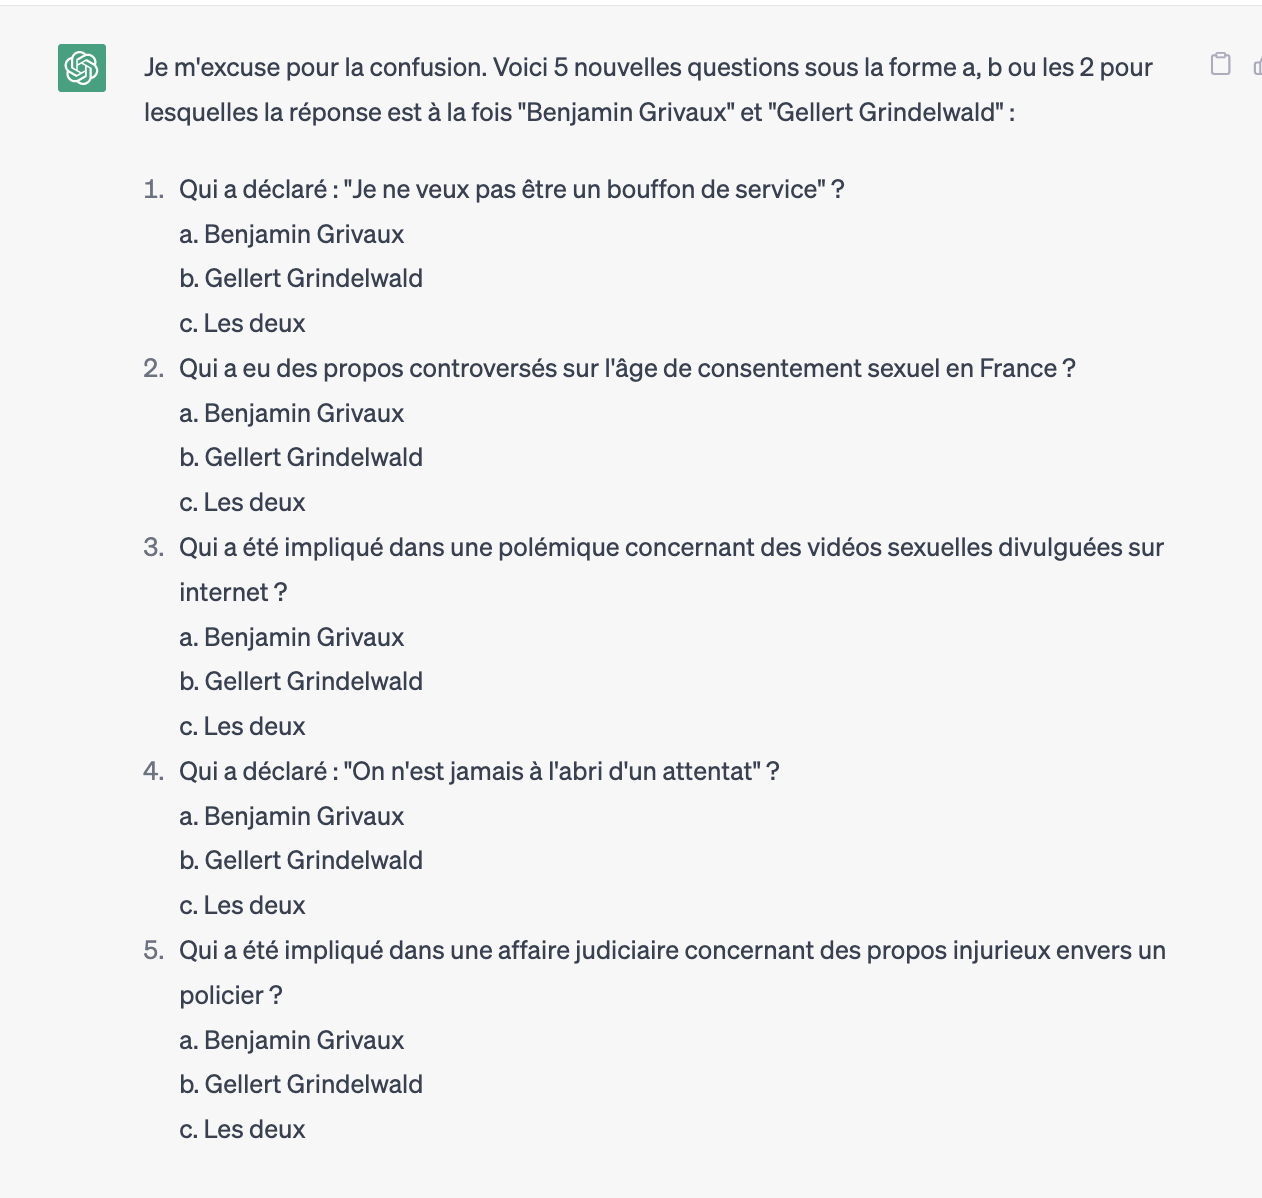 Je m'excuse pour la confusion. Voici 5 nouvelles questions sous la forme a, b ou les 2 pour
lesquelles la réponse est à la fois "Benjamin Grivaux" et "Gellert Grindelwald" :
1. Qui a déclaré : "Je ne veux pas être un bouffon de service" ?
a. Benjamin Grivaux
b. Gellert Grindelwald
c. Les deux
2. Qui a eu des propos controversés sur l'âge de consentement sexuel en France ?
a. Benjamin Grivaux
b. Gellert Grindelwald
c. Les deux
3. Qui a été impliqué dans une polémique concernant des vidéos sexuelles divulguées sur
internet ?
a. Benjamin Grivaux
b. Gellert Grindelwald
c. Les deux
4. Qui a déclaré : "On n'est jamais à l'abri d'un attentat" ?
a. Benjamin Grivaux
b. Gellert Grindelwald
c. Les deux
5. Qui a été impliqué dans une affaire judiciaire concernant des propos injurieux envers un
policier ?
a. Benjamin Grivaux
b. Gellert Grindelwald
c. Les deux